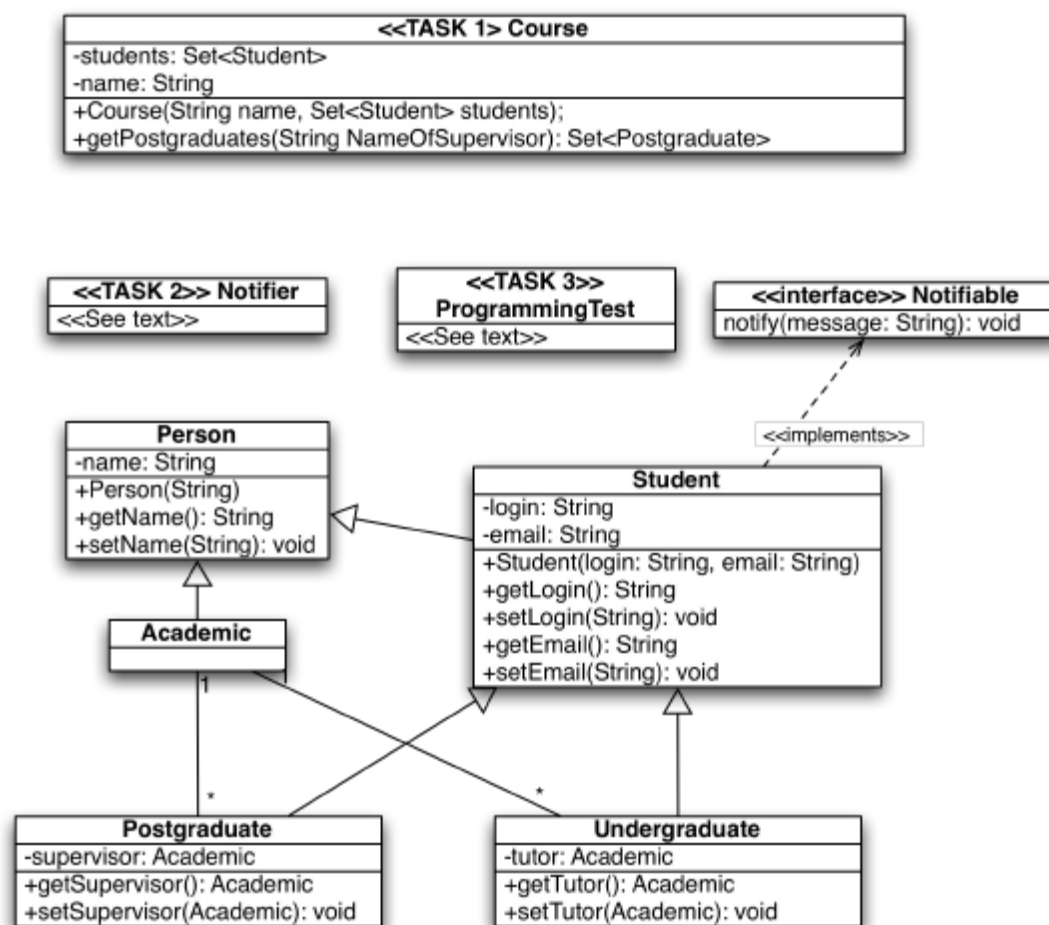 <<TASK 1> Course
-students: Set<Student>
-name: String
+Course(String name, Set<Student> students);
+getPostgraduates(String NameOfSupervisor): Set<Postgraduate>
<<TASK 2>> Notifier
<<See text>>
<<TASK 3>>
ProgrammingTest
<<See text>>
<<interface>> Notifiable
notify(message: String): void
<<implements>>
Person
-name: String
+Person(String)
+getName(): String
+setName(String): void
Student
-login: String
-email: String
+Student(login: String, email: String)
+getLogin(): String
+setLogin(String): void
+getEmail(): String
+setEmail(String): void
Academic
1
1
*
*
Postgraduate
-supervisor: Academic
+getSupervisor(): Academic
+setSupervisor(Academic): void
Undergraduate
-tutor: Academic
+getTutor(): Academic
+setTutor(Academic): void